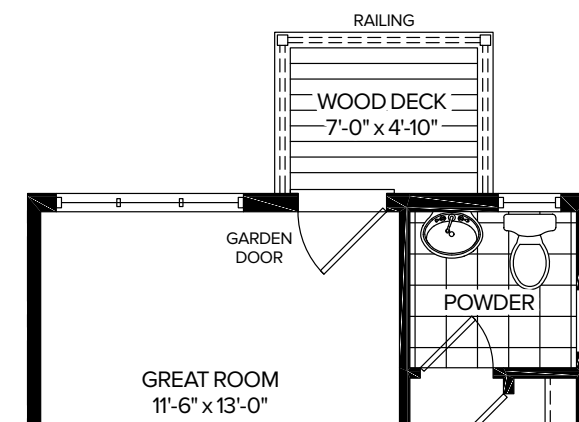 RAILING
WOOD DECK
7'-0" x 4'-10"
GARDEN
DOOR
POWDER
GREAT ROOM
11'-6" x 13'-0"